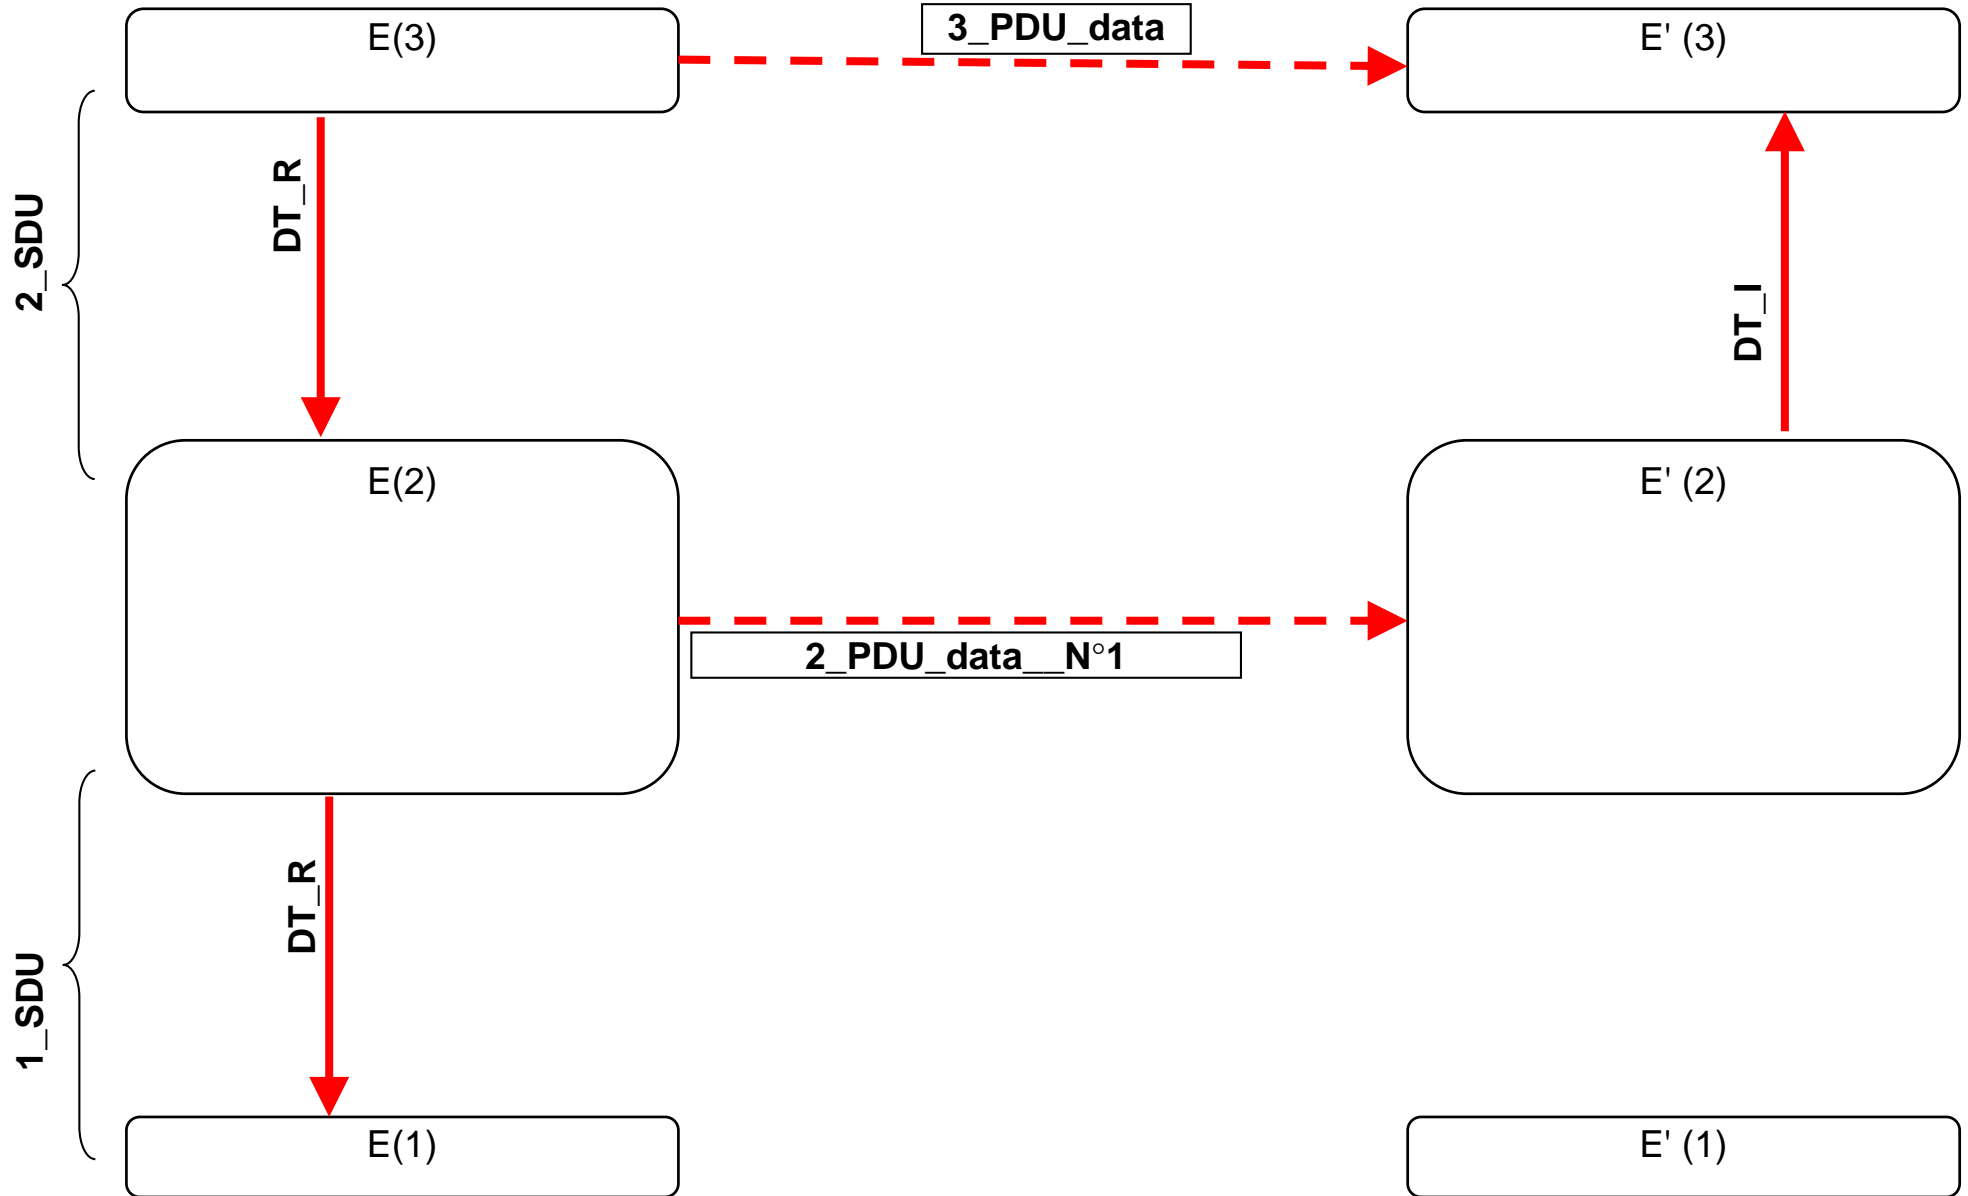 E(3)
3_PDU_data
E' (3)
2_SDU
DT_R
DT_I
E(2)
E' (2)
2_PDU_data__N°1
1_SDU
DT_R
E(1)
E' (1)